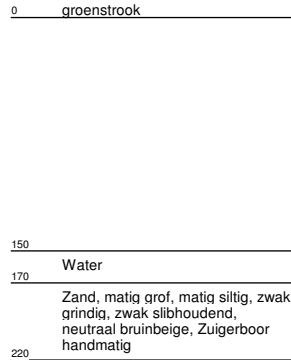 0 groenstrook
150
Water
170
Zand, matig grof, matig siltig, zwak
grindig, zwak slibhoudend,
neutraal bruinbeige, Zuigerboor
handmatig
220